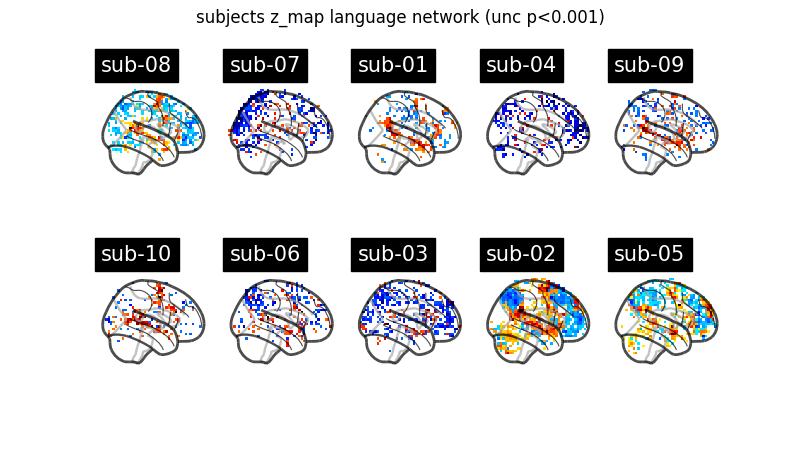 subjects z_map language network (unc p<0.001)
sub-08 sub-07 sub-01 sub-04 sub-09
sub-10 sub-06 sub-03 sub-02 sub-05